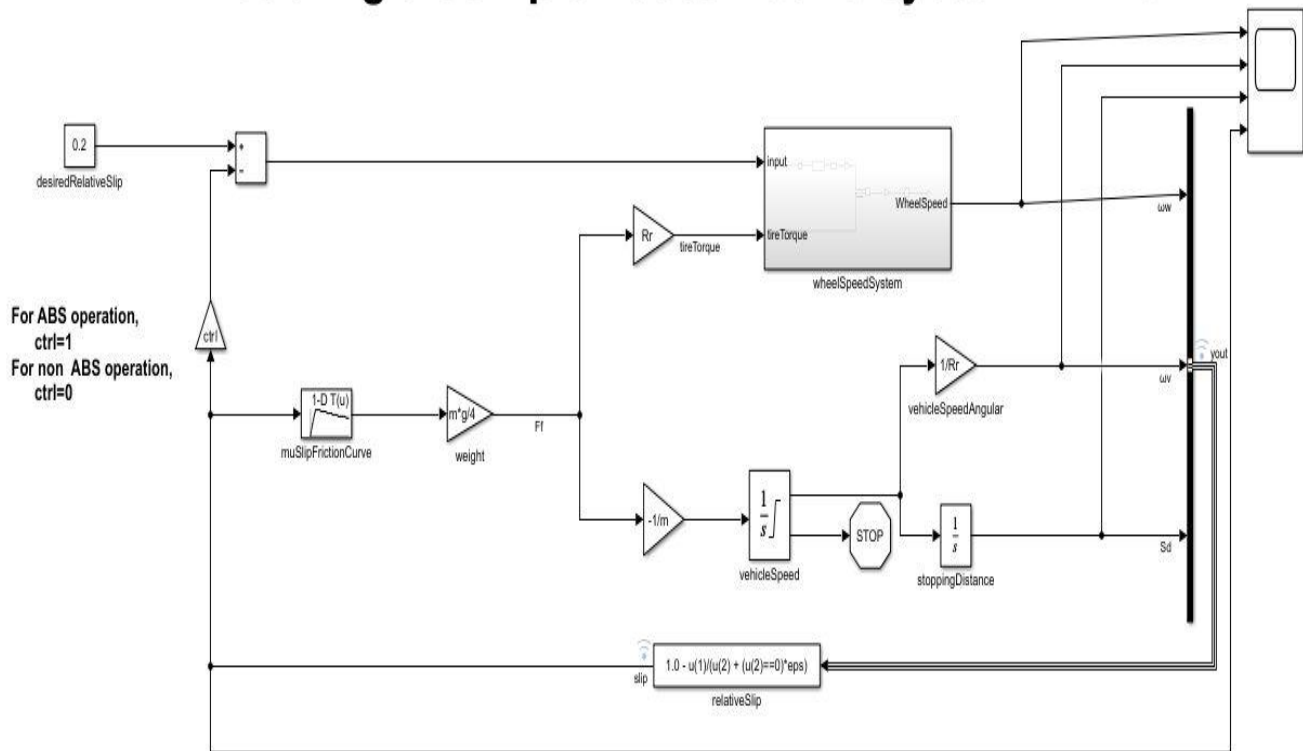 0.2
desiredRelativeSlip
+
-
input
WheelSpeed
tireTorque
wheelSpeedSystem
Rr
tireTorque
ωw
For ABS operation,
ctrl=1
For non ABS operation,
ctrl=0
ctrl
1-D T(u)
muSlipFrictionCurve
m*g/4
weight
Ff
1/Rr
vehicleSpeedAngular
ωv
yout
-1/m
1
s
vehicleSpeed
STOP
1
s
stoppingDistance
Sd
slip
1.0 - u(1)/(u(2) + (u(2)==0)*eps)
relativeSlip